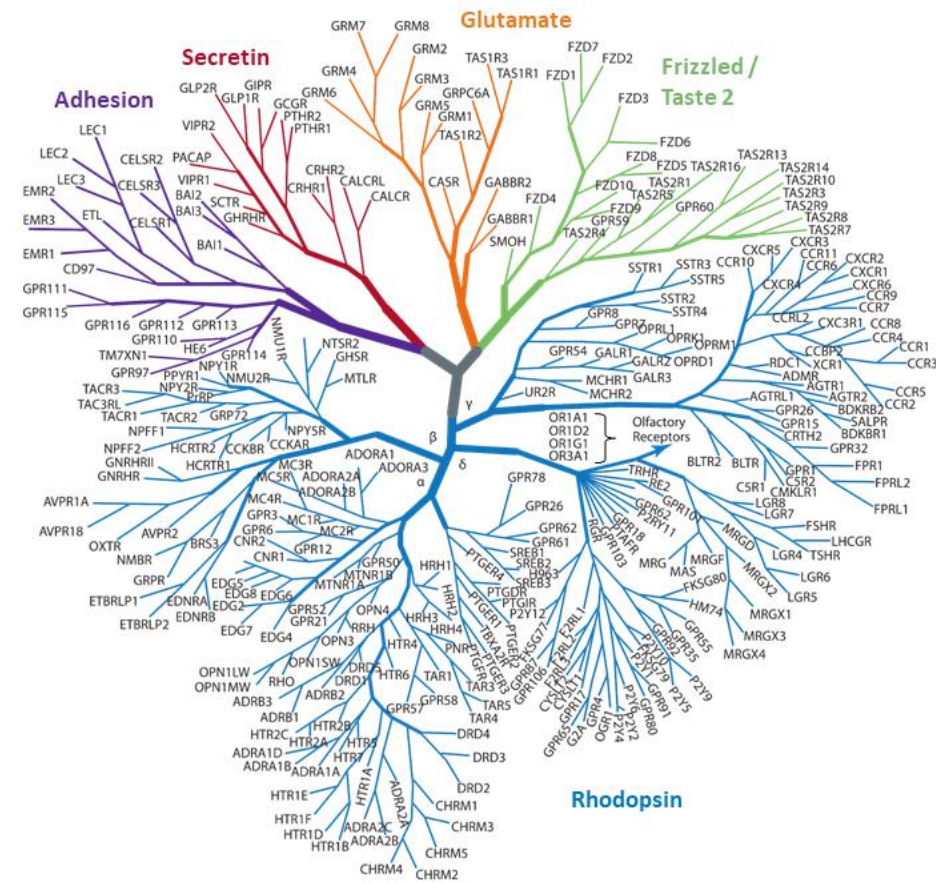 Glutamate
Secretin
Frizzled /
Taste 2
Adhesion
GRM7
GRM8
GRM2
GRM4
GRM3
GRM6
GRM5
GRM1
TAS1R3
TAS1R1
GRPC6A
TAS1R2
CASR
GABBR2
GABBR1
FZD7
FZD2
FZD1
FZD3
FZD6
FZD8
FZD5
FZD10
FZD9
FZD4
SMOH
TAS2R16
TAS2R13
TAS2R14
TAS2R10
TAS2R3
TAS2R9
TAS2R8
TAS2R7
TAS2R1
TAS2R5
GPR59
GPR60
TAS2R4
GLP2R
GIPR
GLP1R
GCGR
PTHR2
PTHR1
VIPR2
PACAP
VIPR1
SCTR
GHRHR
CRHR2
CRHR1
CALCRL
CALCR
LEC1
LEC2
LEC3
CELSR2
CELSR3
CELSR1
BAI2
BAI3
BAI1
EMR2
EMR3
ETL
EMR1
CD97
GPR111
GPR115
GPR116
GPR112
GPR113
GPR110
HE6
TM7XN1
GPR114
GPR97
NMU1R
NTSR2
GHSR
MTLR
NPY1R
NMU2R
PPYR1
NPY2R
PrRP
TACR3
TAC3RL
TACR1
TACR2
GRP72
NPY5R
NPFF1
NPFF2
HCRTR2
CCKBR
CCKAR
GNRHRII
HCRTR1
GNRHR
MC3R
MC5R
ADORA1
ADORA2A
ADORA3
ADORA2B
AVPR1A
AVPR18
AVPR2
OXTR
NMBR
BRS3
GRPR
ETBRLP1
ETBRLP2
EDNRA
EDNRB
MC4R
GPR3
MC1R
MC2R
GPR6
CNR2
GPR12
CNR1
EDG5
EDG8
EDG6
EDG2
EDG7
EDG4
GPR50
MTNR1B
MTNR1A
GPR52
GPR21
OPN4
RRH
OPN3
OPN1SW
OPN1LW
RHO
OPN1MW
HRH1
HRH2
HRH3
HRH4
HTR4
DRD5
DRD1
HTR6
TAR1
PNR
TAR3
TAR5
TAR4
GPR58
GPR57
ADRB2
ADRB3
ADRB1
HTR2B
HTR2C
HTR2A
ADRA1D
ADRA1B
ADRA1A
HTR5
HTR7
HTR1A
HTR1E
HTR1F
HTR1D
HTR1B
ADRA2A
ADRA2C
ADRA2B
DRD4
DRD3
DRD2
CHRM1
CHRM3
CHRM5
CHRM4
CHRM2
γ
β
δ
α
SSTR1
SSTR3
SSTR5
SSTR2
SSTR4
GPR8
GPR7
OPRL1
OPRK1
OPRM1
OPRD1
GPR54
GALR1
GALR2
GALR3
MCHR1
MCHR2
UR2R
OR1A1
OR1D2
OR1G1
OR3A1
Olfactory
Receptors
CXCR3
CXCR5
CCR11
CCR10
CCR6
CXCR2
CXCR1
CXCR4
CXCR6
CCR9
CCR7
CCRL2
CXC3R1
CCR8
CCR4
CCR1
CCBP2
CCR3
RDC1
XCR1
ADMR
CCR5
CCR2
AGTR1
AGTRL1
AGTR2
BDKRB2
GPR26
SALPR
GPR15
BDKBR1
CRTH2
GPR32
BLTR2
BLTR
GPR1
FPR1
C5R1
C5R2
CMKLR1
FPRL2
FPRL1
LGR8
LGR7
FSHR
LHCGR
TSHR
LGR4
LGR6
LGR5
TRHR
RE2
GPR101
GPR62
P2RY11
GPR18
PTAFR
GPR103
RGR
MRG
MAS
MRGF
MRGD
MRGX2
MRGX1
MRGX3
MRGX4
FKSG80
HM74
GPR55
GPR35
GPR92
P2Y10
FKSG79
P2Y1
P2Y9
P2Y5
GPR91
GPR80
P2Y6
P2Y2
P2Y4
OGR1
GPR4
G2A
GPR65
GPR17
CYSLT1
F2RL1
F2RL2
F2RL3
FKSG77
GPR87
GPR106
GPR78
GPR26
GPR62
GPR61
SREB1
SREB2
SREB3
H963
P2Y12
PTGER4
PTGDR
PTGIR
PTGER1
PTGER2
PTGER3
TBXA2R
PTGFR
Rhodopsin